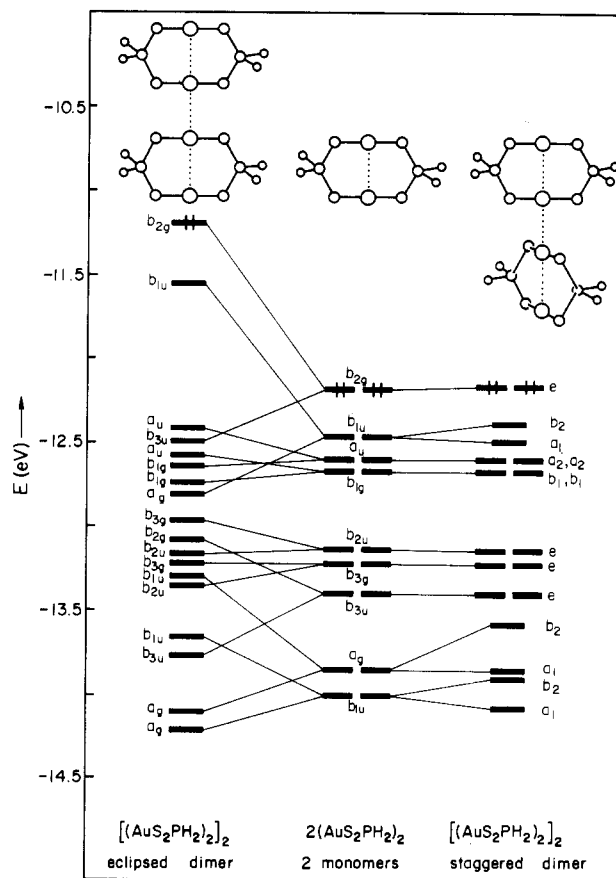 -10.5
-11.5
-12.5
-13.5
-14.5
E (eV) →
b2g
b1u
au
b3u
au
b1g
b1g
ag
b3g
b2g
b2u
b3g
b1u
b2u
b1u
b3u
ag
ag
b2g
b1u
au
b1g
b2u
b3g
b3u
ag
b1u
e
b2
a1
a2, a2
b1, b1
e
e
e
b2
a1
b2
a1
[(AuS2PH2)2]2 2(AuS2PH2)2 [(AuS2PH2)2]2
eclipsed dimer 2 monomers staggered dimer